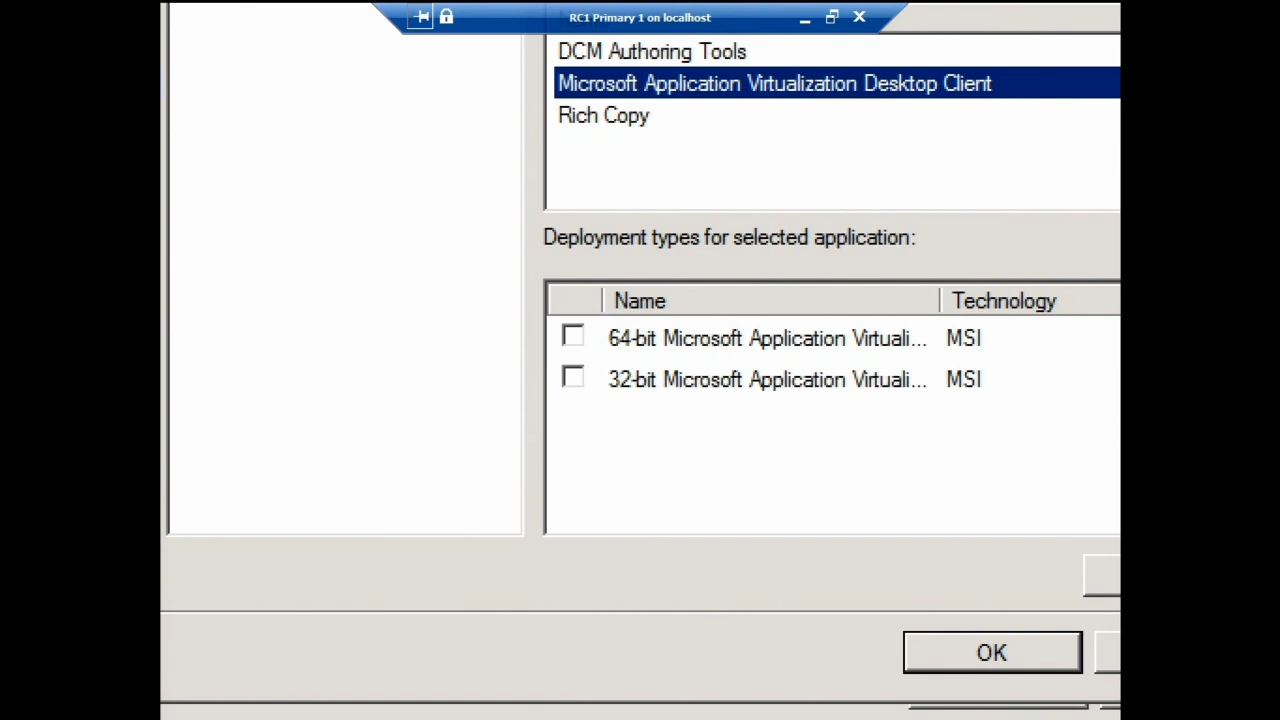 RC1 Primary 1 on localhost
DCM Authoring Tools
Microsoft Application Virtualization Desktop Client
Rich Copy
Deployment types for selected application:
Name Technology
64-bit Microsoft Application Virtuali... MSI
32-bit Microsoft Application Virtuali... MSI
OK